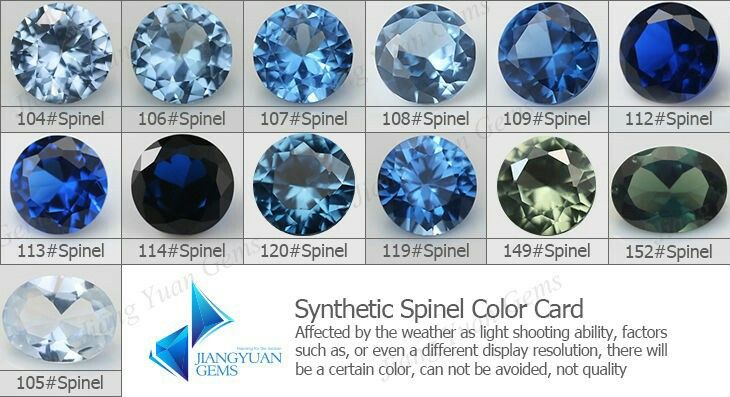 104#Spinel
106#Spinel
107#Spinel
108#Spinel
109#Spinel
112#Spinel
113#Spinel
114#Spinel
120#Spinel
119#Spinel
149#Spinel
152#Spinel
105#Spinel
JIANGYUAN
GEMS
Synthetic Spinel Color Card
Affected by the weather as light shooting ability, factors
such as, or even a different display resolution, there will
be a certain color, can not be avoided, not quality
Jiang Yuan Gems